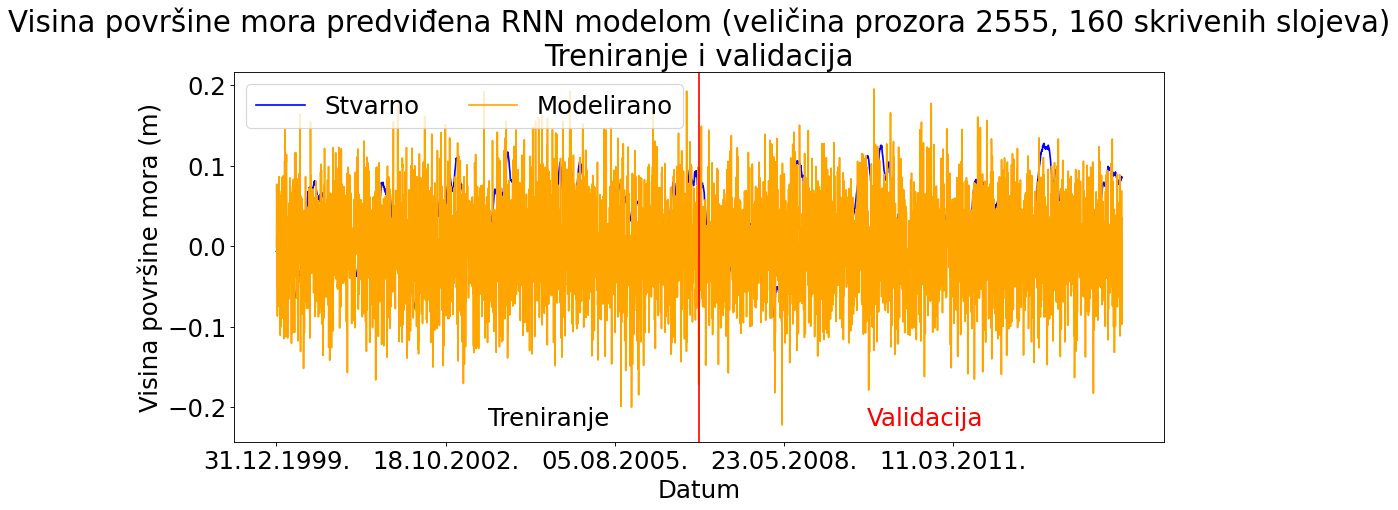 Visina površine mora predviđena RNN modelom (veličina prozora 2555, 160 skrivenih slojeva)
Treniranje i validacija
Stvarno Modelirano
Visina površine mora (m)
0.2
0.1
0.0
−0.1
−0.2
Treniranje Validacija
31.12.1999. 18.10.2002. 05.08.2005. 23.05.2008. 11.03.2011.
Datum